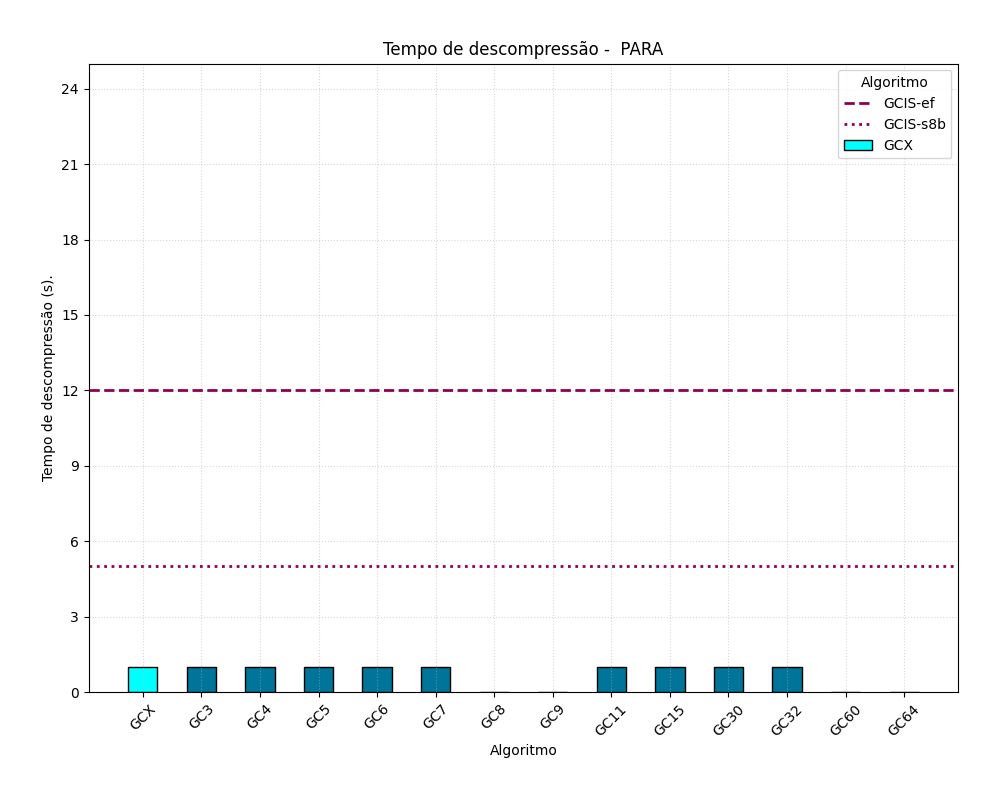 Tempo de descompressão -  PARA
Algoritmo
GCIS-ef
GCIS-s8b
GCX
Tempo de descompressão (s).
24
21
18
15
12
9
6
3
0
GCX GC3 GC4 GC5 GC6 GC7 GC8 GC9 GC11 GC15 GC30 GC32 GC60 GC64
Algoritmo